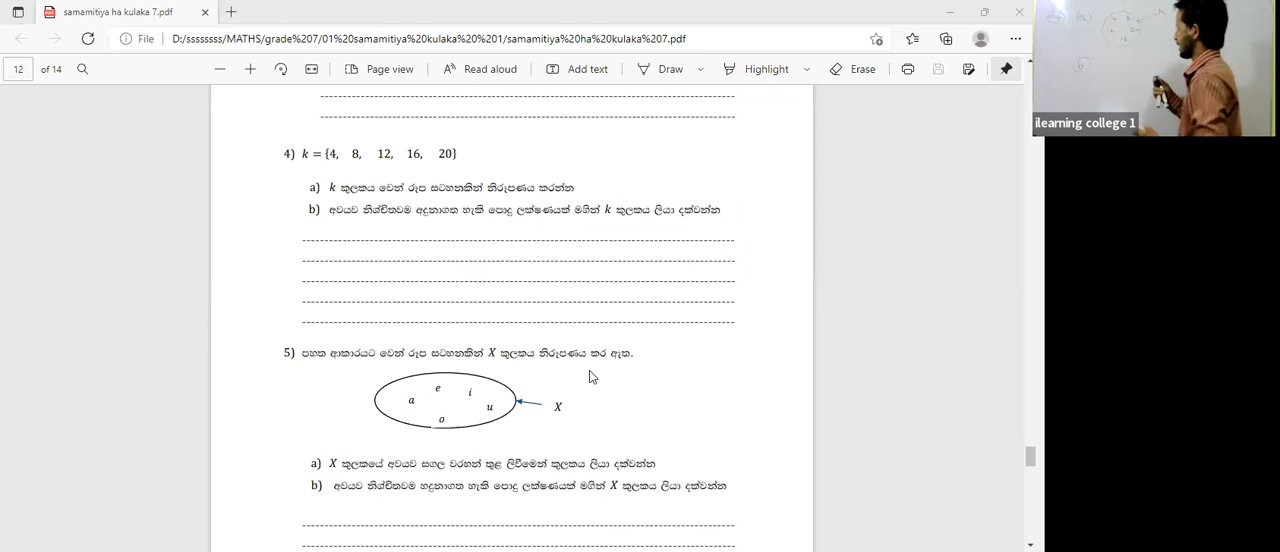 samamitiya ha kulaka 7.pdf
File
D:/ssssssss/MATHS/grade%207/01%20samamitiya%20kulaka%20%201/samamitiya%20ha%20kulaka%207.pdf
12 of 14
Page view
Read aloud
Add text
Draw
Highlight
Erase
ilearning college 1
4) k = {4, 8, 12, 16, 20}
a) k කුලකය වෙන් රූප සටහනකින් නිරූපණය කරන්න
b) අවයව නිශ්චිතවම අදුනාගත හැකි පොදු ලක්ෂණයක් මගින් k කුලකය ලියා දක්වන්න
5) පහත ආකාරයට වෙන් රූප සටහනකින් X කුලකය නිරූපණය කර ඇත.
e
i
a
u
X
o
a) X කුලකයේ අවයව සගල වරහන් තුළ ලිවීමෙන් කුලකය ලියා දක්වන්න
b) අවයව නිශ්චිතවම හදුනාගත හැකි පොදු ලක්ෂණයක් මගින් X කුලකය ලියා දක්වන්න